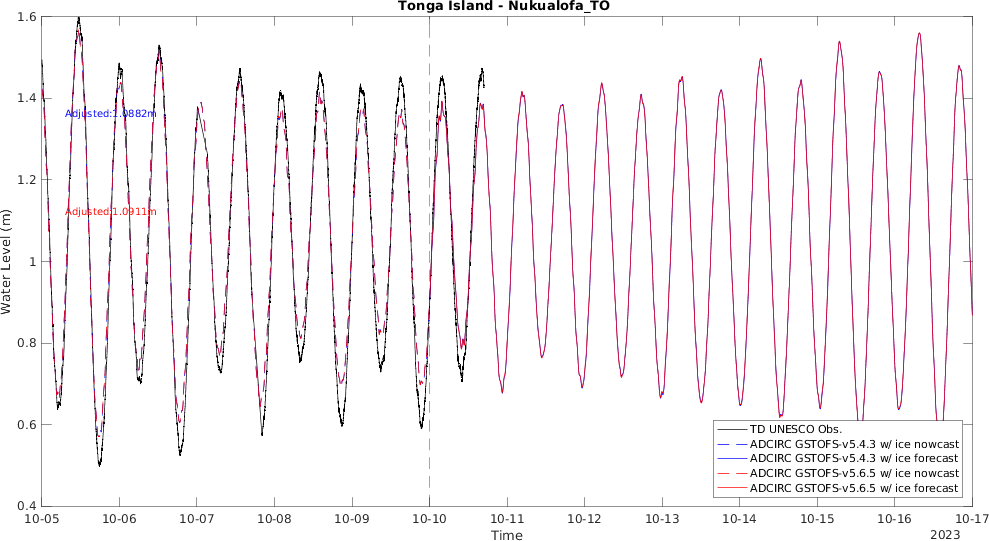 Tonga Island - Nukualofa_TO
1.6
1.4
1.2
1
0.8
0.6
0.4
Water Level (m)
Adjusted:1.0882m
Adjusted:1.0911m
TD UNESCO Obs.
ADCIRC GSTOFS-v5.4.3 w/ ice nowcast
ADCIRC GSTOFS-v5.4.3 w/ ice forecast
ADCIRC GSTOFS-v5.6.5 w/ ice nowcast
ADCIRC GSTOFS-v5.6.5 w/ ice forecast
10-05 10-06 10-07 10-08 10-09 10-10 10-11 10-12 10-13 10-14 10-15 10-16 10-17
Time
2023